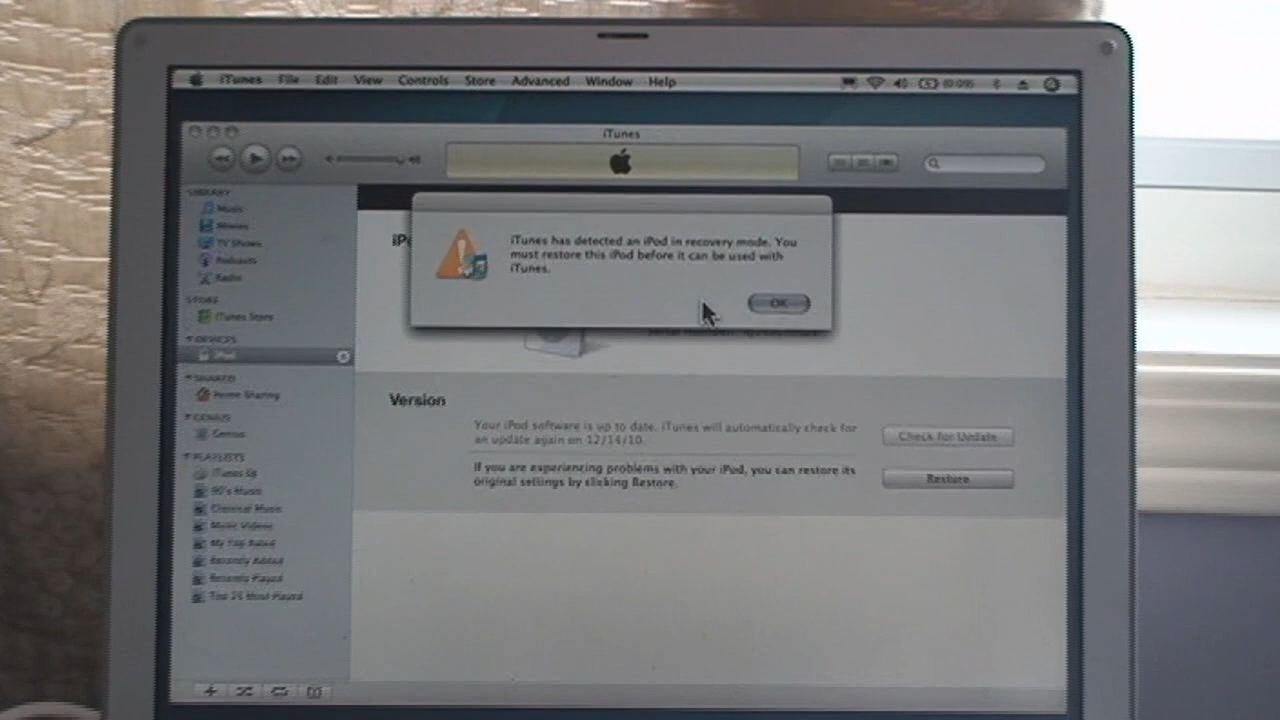 iTunes File Edit View Controls Store Advanced Window Help
iTunes
LIBRARY
Music
Movies
TV Shows
Podcasts
Radio
STORE
iTunes Store
DEVICES
iPod
SHARED
Home Sharing
GENIUS
Genius
PLAYLISTS
iTunes DJ
90's Music
Classical Music
Music Videos
My Top Rated
Recently Added
Recently Played
Top 25 Most Played
iTunes has detected an iPod in recovery mode. You
must restore this iPod before it can be used with
iTunes.
OK
Version
Your iPod software is up to date. iTunes will automatically check for
an update again on 12/14/10.
Check for Update
If you are experiencing problems with your iPod, you can restore its
original settings by clicking Restore.
Restore